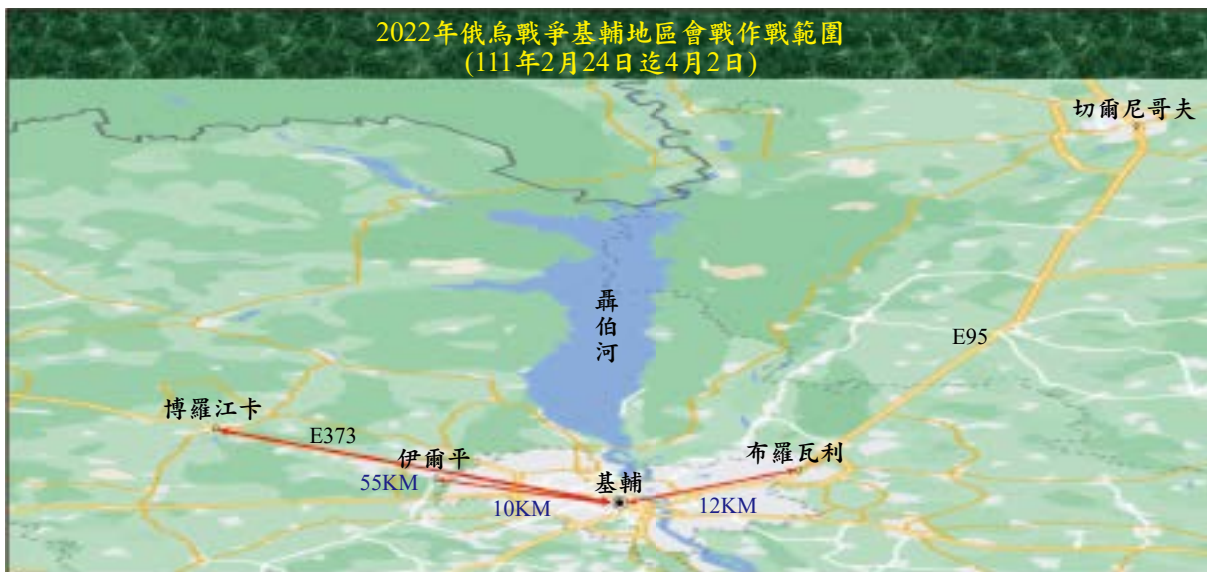 2022年俄烏戰爭基輔地區會戰作戰範圍
(111年2月24日迄4月2日)
切爾尼哥夫
聶伯河
E95
博羅江卡
E373
伊爾平
布羅瓦利
55KM
基輔
10KM
12KM